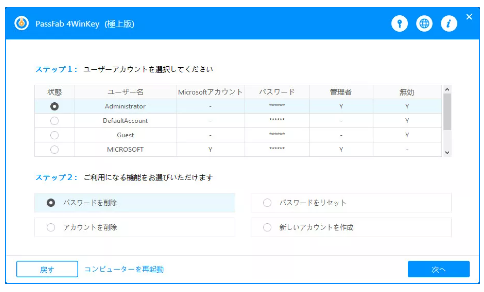 PassFab 4WinKey (極上版)
ステップ1: ユーザーアカウントを選択してください
状態 ユーザー名 Microsoftアカウント パスワード 管理者 無効
Administrator - ****** Y Y
DefaultAccount - ****** - Y
Guest - ****** - Y
MICROSOFT Y ****** Y -
ステップ2: ご利用になる機能をお選びいただけます
パスワードを削除 パスワードをリセット
アカウントを削除 新しいアカウントを作成
戻す コンピューターを再起動 次へ